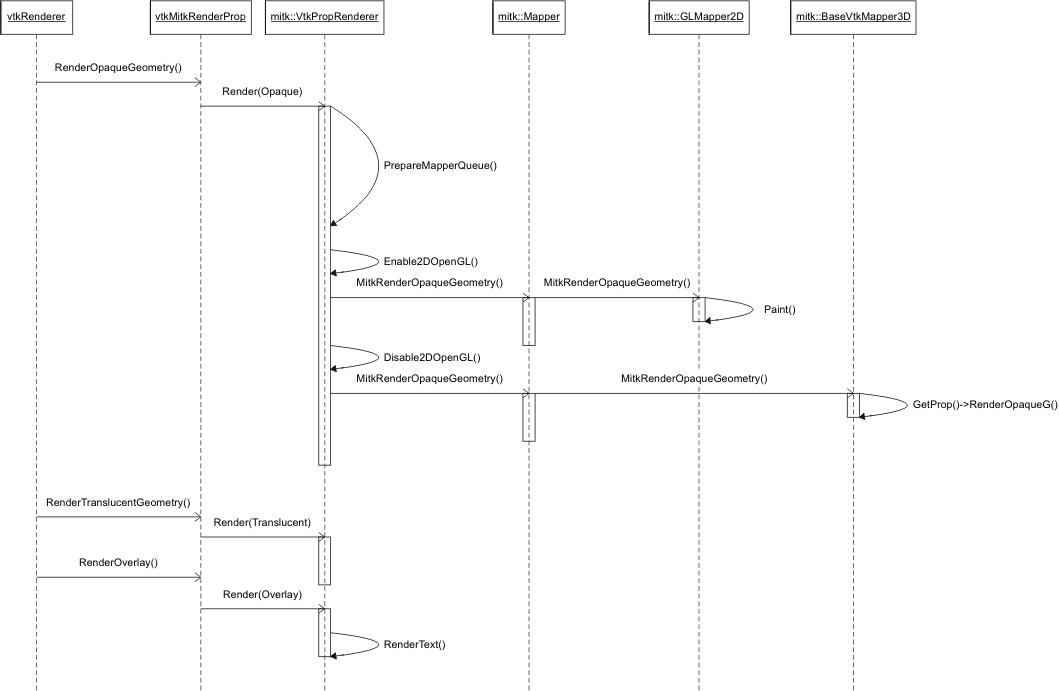 vtkRenderer
vtkMitkRenderProp
mitk::VtkPropRenderer
mitk::Mapper
mitk::GLMapper2D
mitk::BaseVtkMapper3D
RenderOpaqueGeometry()
Render(Opaque)
PrepareMapperQueue()
Enable2DOpenGL()
MitkRenderOpaqueGeometry()
MitkRenderOpaqueGeometry()
Paint()
Disable2DOpenGL()
MitkRenderOpaqueGeometry()
MitkRenderOpaqueGeometry()
GetProp()->RenderOpaqueG()
RenderTranslucentGeometry()
Render(Translucent)
RenderOverlay()
Render(Overlay)
RenderText()